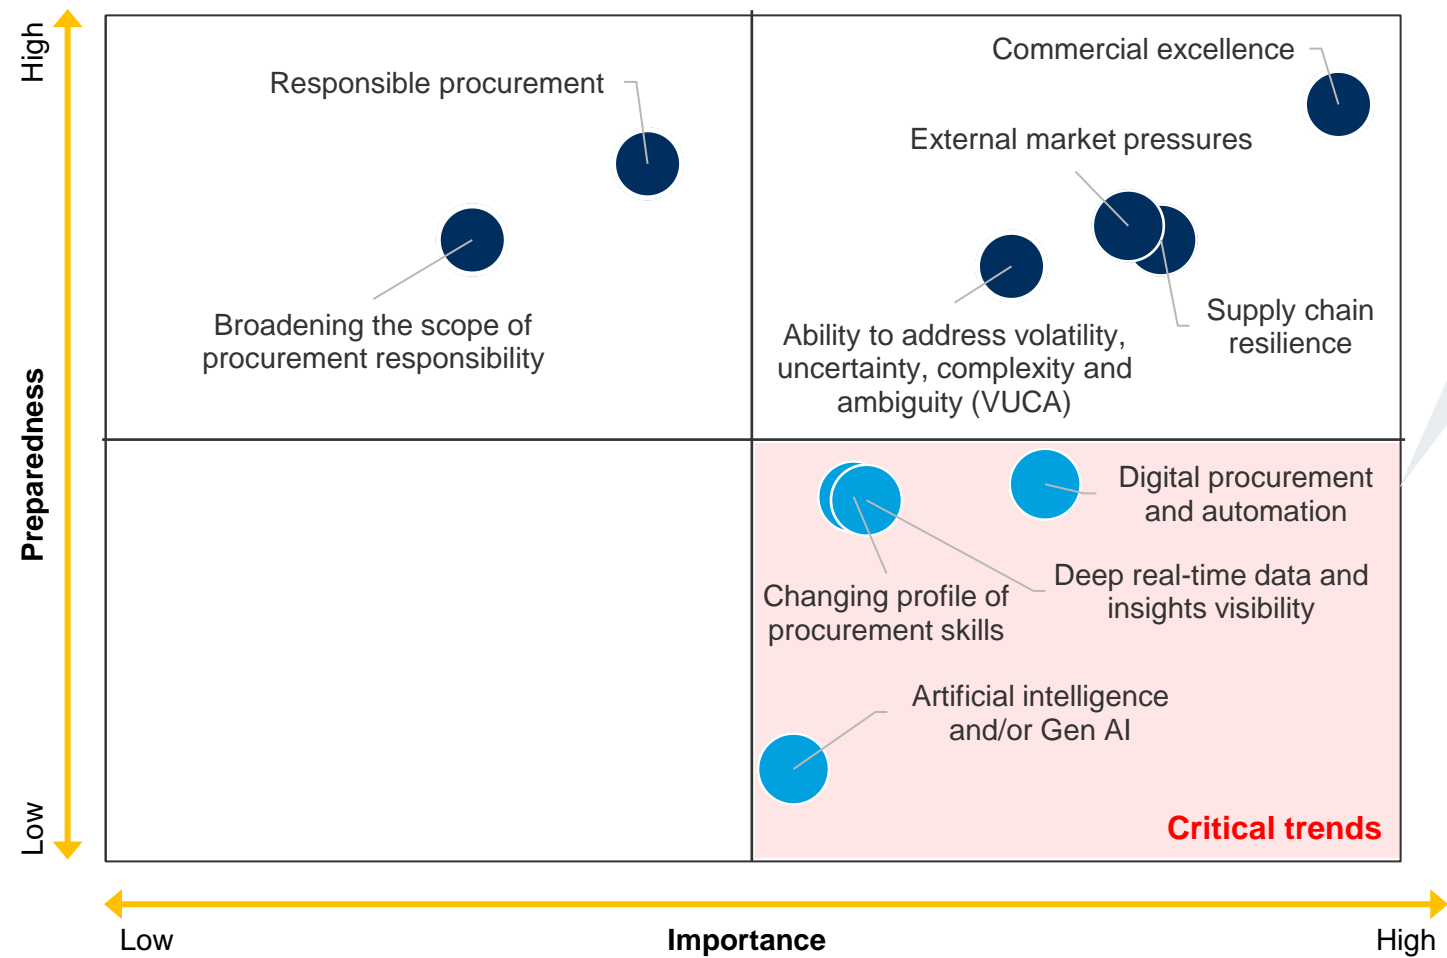 High
Commercial excellence
Responsible procurement
External market pressures
Broadening the scope of
procurement responsibility
Ability to address volatility,
uncertainty, complexity and
ambiguity (VUCA)
Supply chain
resilience
Preparedness
Digital procurement
and automation
Deep real-time data and
insights visibility
Changing profile of
procurement skills
Artificial intelligence
and/or Gen AI
Critical trends
Low
Low
Importance
High